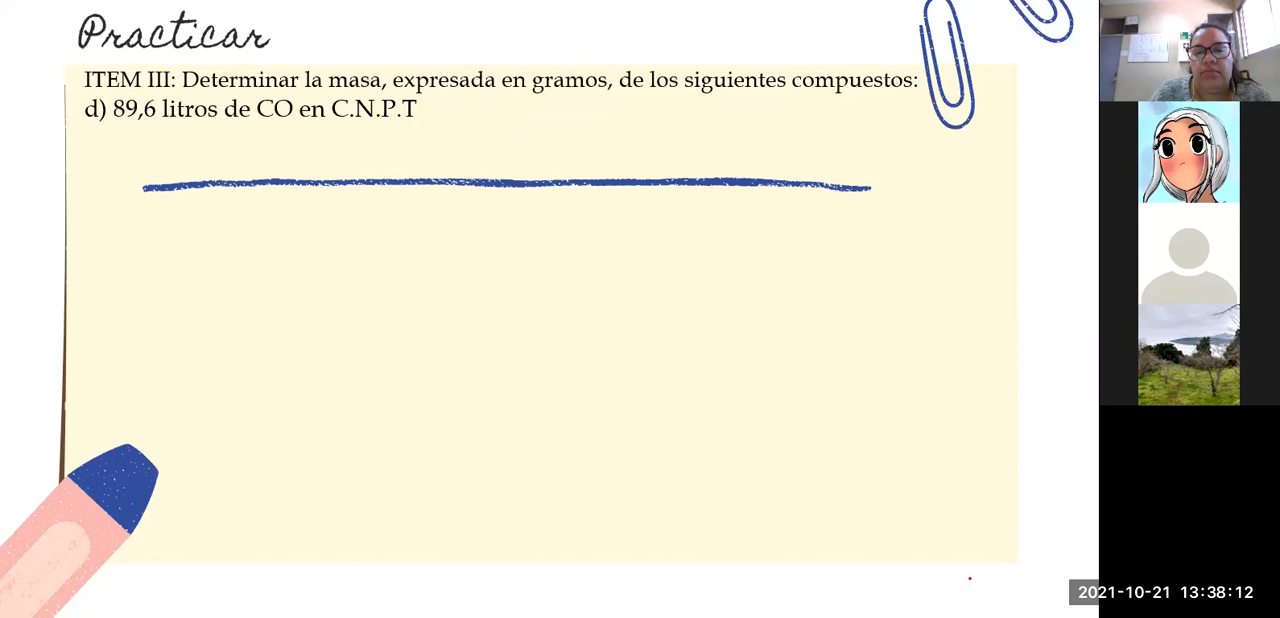 Practicar
ITEM III: Determinar la masa, expresada en gramos, de los siguientes compuestos:
d) 89,6 litros de CO en C.N.P.T
2021-10-21 13:38:12